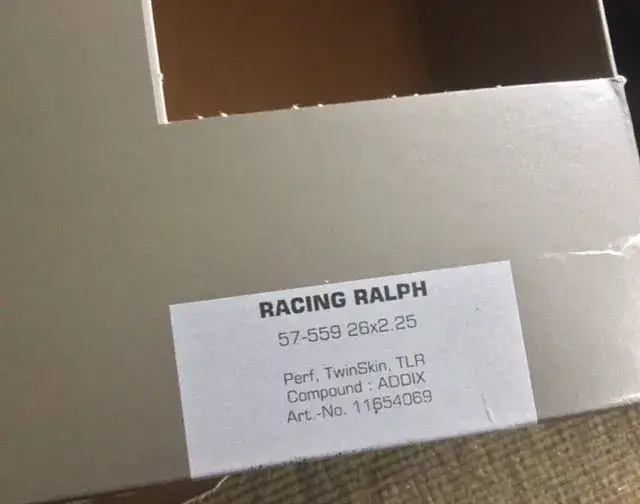 RACING RALPH
57-559 26x2.25
Perf, TwinSkin, TLR
Compound : ADDIX
Art.-No. 11654069